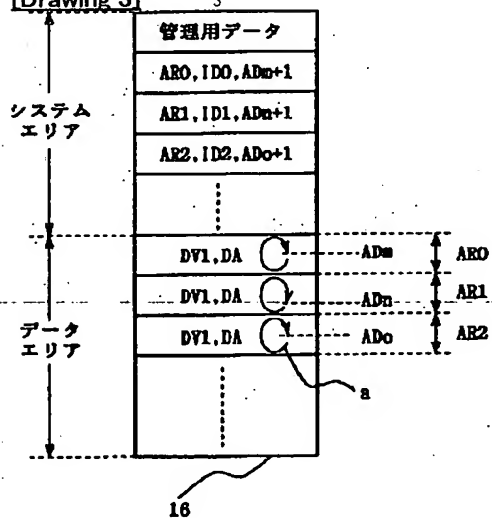 [Drawing 3]
3
管理用データ
AR0,ID0,ADm+1
システム
エリア
AR1,ID1,ADn+1
AR2,ID2,ADo+1
DV1,DA
ADm
AR0
DV1,DA
ADn
AR1
データ
エリア
DV1,DA
ADo
AR2
a
16